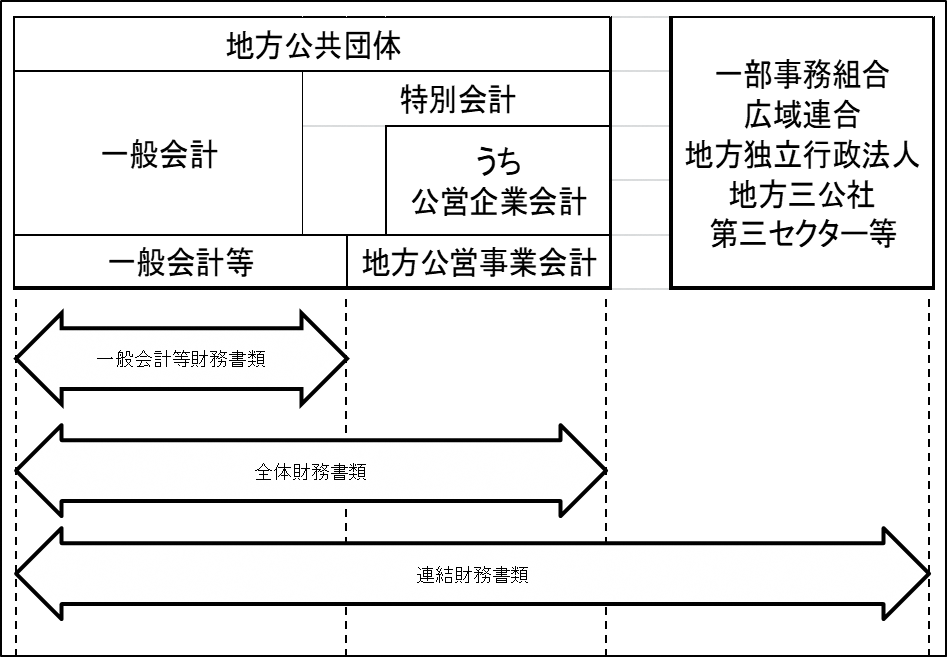 地方公共団体
一般会計
特別会計
うち
公営企業会計
一般会計等
地方公営事業会計
一部事務組合
広域連合
地方独立行政法人
地方三公社
第三セクター等
一般会計等財務書類
全体財務書類
連結財務書類